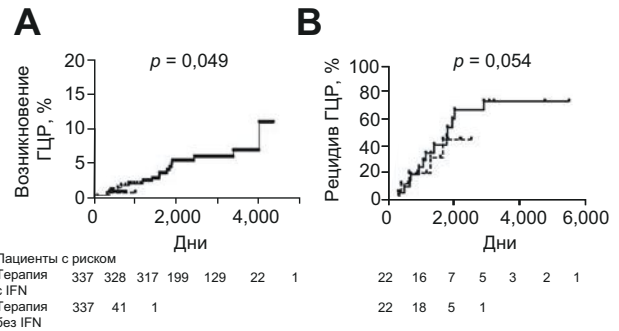 A
B
p = 0,049
p = 0,054
Возникновение
ГЦР, %
20
15
10
5
0
0
2,000
4,000
Дни
Рецидив ГЦР, %
100
80
60
40
20
0
0
2,000
4,000
6,000
Дни
Пациенты с риском
Терапия
с IFN
337 328 317 199 129 22 1
22 16 7 5 3 2 1
Терапия
без IFN
337 41 1
22 18 5 1